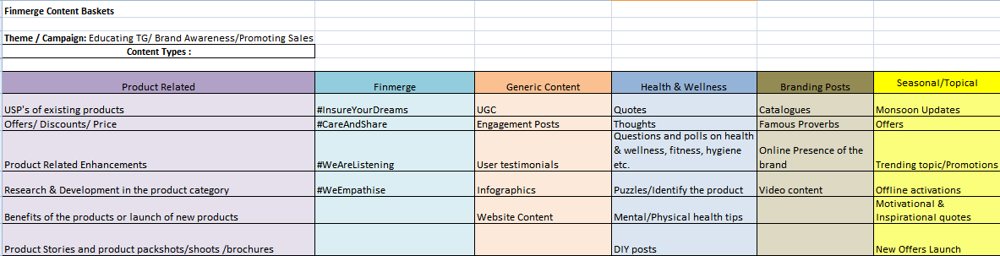 Finmerge Content Baskets
Theme / Campaign: Educating TG/ Brand Awareness/Promoting Sales
Content Types :
Product Related Finmerge Generic Content Health & Wellness Branding Posts Seasonal/Topical
USP's of existing products #InsureYourDreams UGC Quotes Catalogues Monsoon Updates
Offers/ Discounts/ Price #CareAndShare Engagement Posts Thoughts Famous Proverbs Offers
Product Related Enhancements #WeAreListening User testimonials Questions and polls on health
& wellness, fitness, hygiene
etc. Online Presence of the
brand Trending topic/Promotions
Research & Development in the product category #WeEmpathise Infographics Puzzles/Identify the product Video content Offline activations
Benefits of the products or launch of new products Website Content Mental/Physical health tips Motivational &
Inspirational quotes
Product Stories and product packshots/shoots /brochures DIY posts New Offers Launch